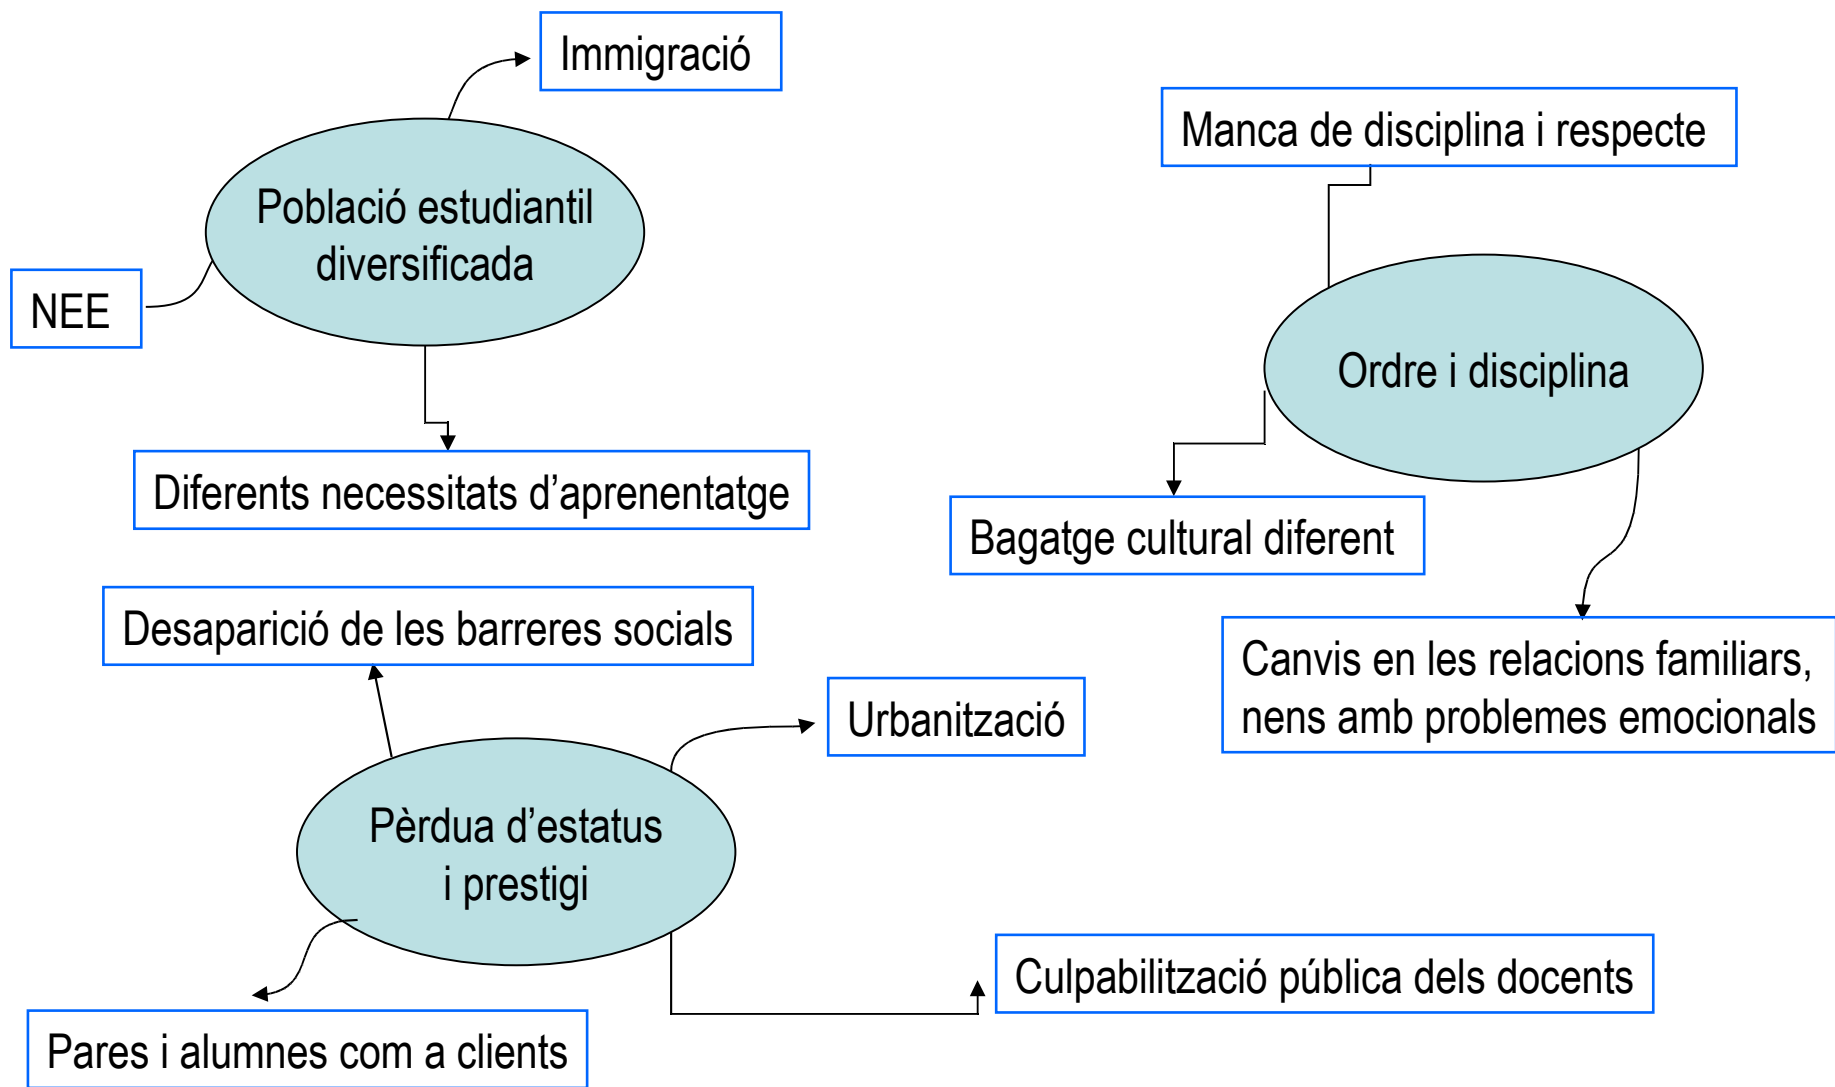 Immigració
Població estudiantil
diversificada
NEE
Diferents necessitats d’aprenentatge
Manca de disciplina i respecte
Ordre i disciplina
Bagatge cultural diferent
Canvis en les relacions familiars,
nens amb problemes emocionals
Desaparició de les barreres socials
Urbanització
Pèrdua d’estatus
i prestigi
Culpabilització pública dels docents
Pares i alumnes com a clients